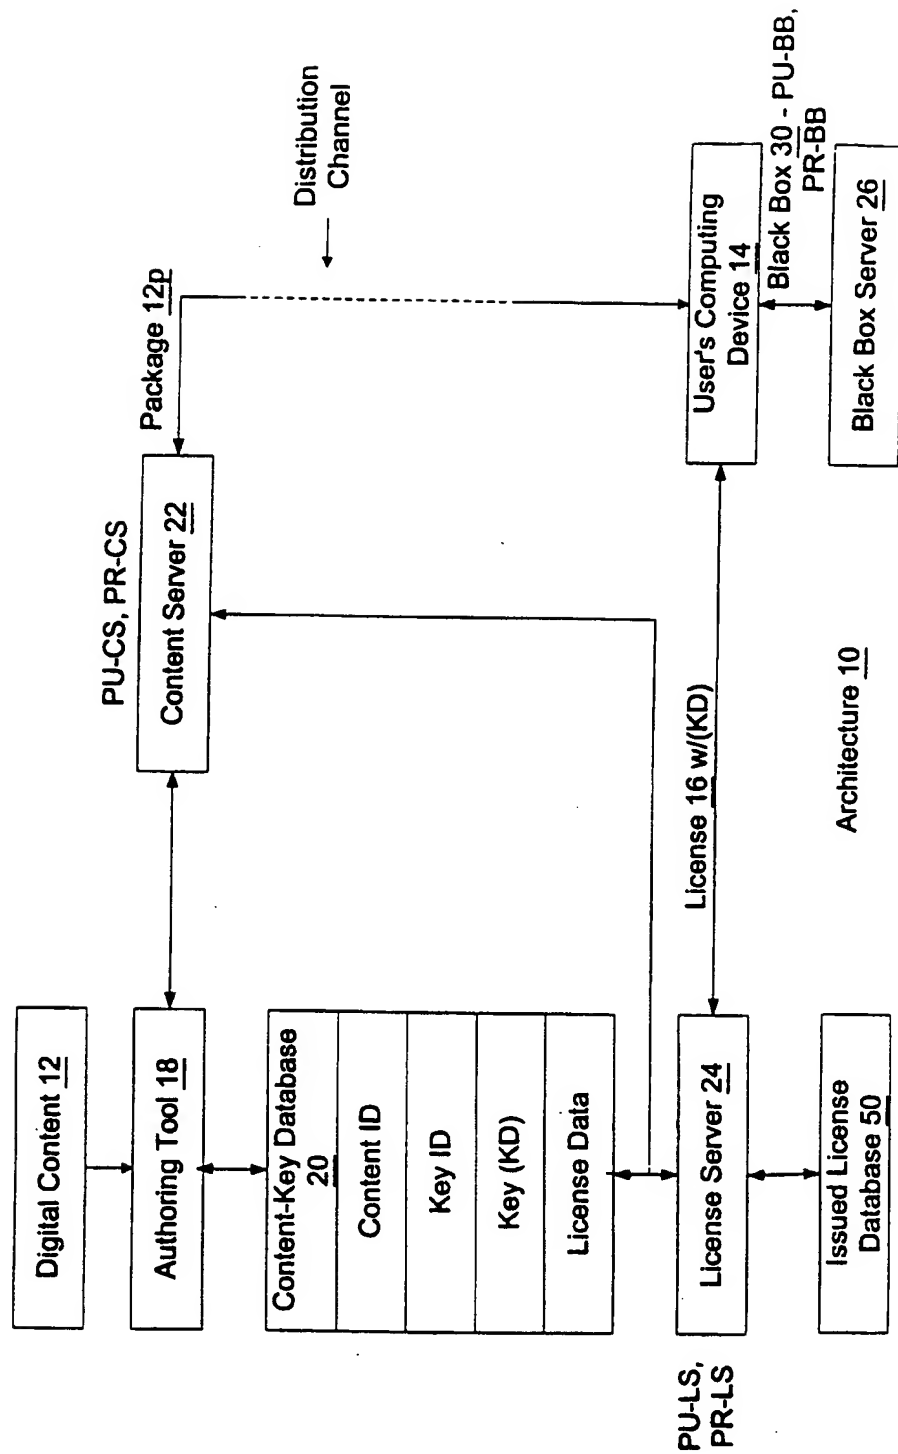 Digital Content 12
Authoring Tool 18
Content-Key Database
20
Content ID
Key ID
Key (KD)
License Data
PU-LS,
PR-LS
License Server 24
Issued License
Database 50
PU-CS, PR-CS
Content Server 22
Package 12p
Distribution
Channel
License 16 w/(KD)
User's Computing
Device 14
Black Box 30 - PU-BB,
PR-BB
Black Box Server 26
Architecture 10